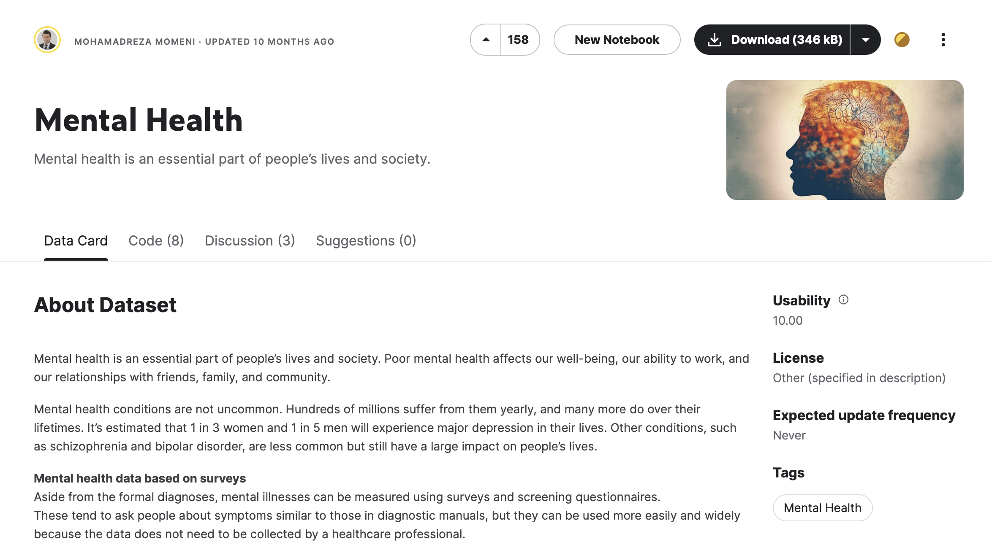 MOHAMADREZA MOMENI · UPDATED 10 MONTHS AGO
158
New Notebook
Download (346 kB)
Mental Health
Mental health is an essential part of people’s lives and society.
Data Card
Code (8)
Discussion (3)
Suggestions (0)
About Dataset
Mental health is an essential part of people’s lives and society. Poor mental health affects our well-being, our ability to work, and
our relationships with friends, family, and community.
Mental health conditions are not uncommon. Hundreds of millions suffer from them yearly, and many more do over their
lifetimes. It’s estimated that 1 in 3 women and 1 in 5 men will experience major depression in their lives. Other conditions, such
as schizophrenia and bipolar disorder, are less common but still have a large impact on people’s lives.
Mental health data based on surveys
Aside from the formal diagnoses, mental illnesses can be measured using surveys and screening questionnaires.
These tend to ask people about symptoms similar to those in diagnostic manuals, but they can be used more easily and widely
because the data does not need to be collected by a healthcare professional.
Usability
10.00
License
Other (specified in description)
Expected update frequency
Never
Tags
Mental Health